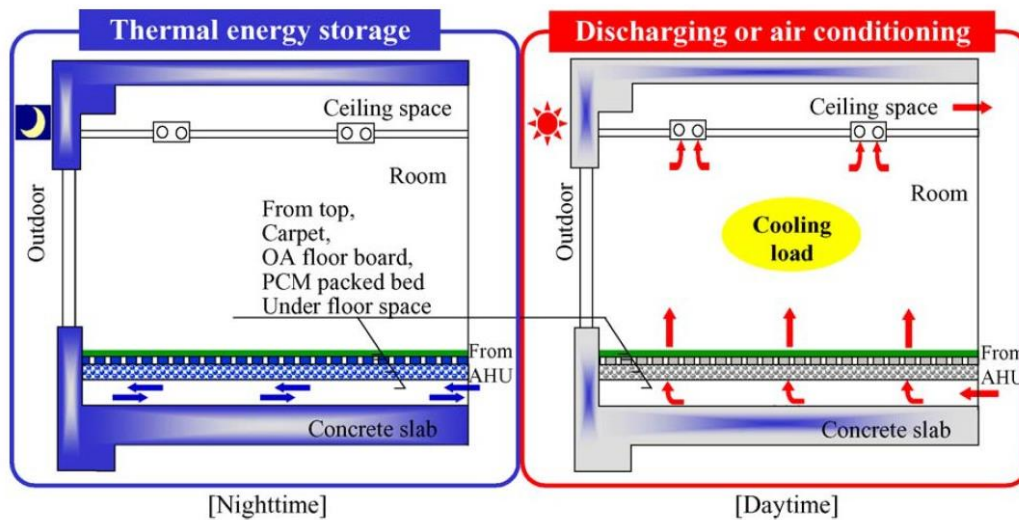 Thermal energy storage
Ceiling space
Room
Outdoor
From top,
Carpet,
OA floor board,
PCM packed bed
Under floor space
From
AHU
Concrete slab
[Nighttime]
Discharging or air conditioning
Ceiling space
Room
Outdoor
Cooling
load
From
AHU
Concrete slab
[Daytime]